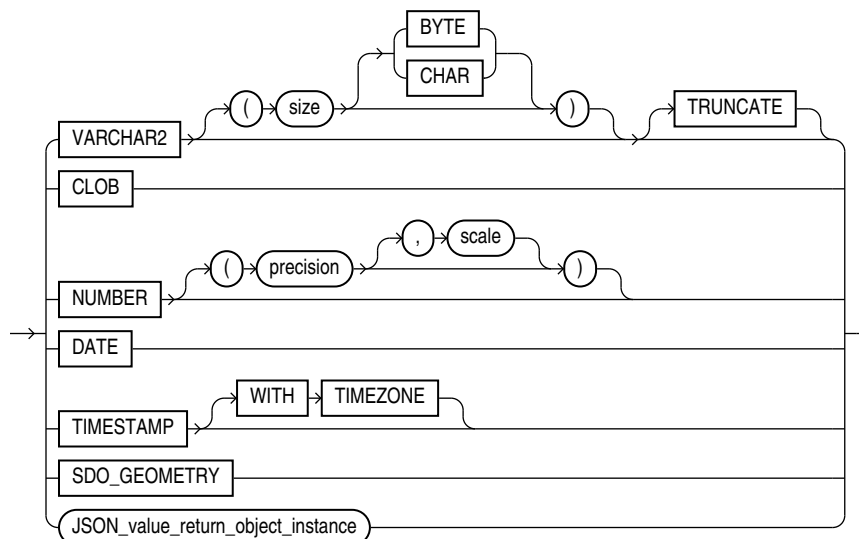 BYTE
CHAR
( size )
VARCHAR2 TRUNCATE
CLOB
( precision , scale )
NUMBER
DATE
WITH TIMEZONE
TIMESTAMP
SDO_GEOMETRY
JSON_value_return_object_instance